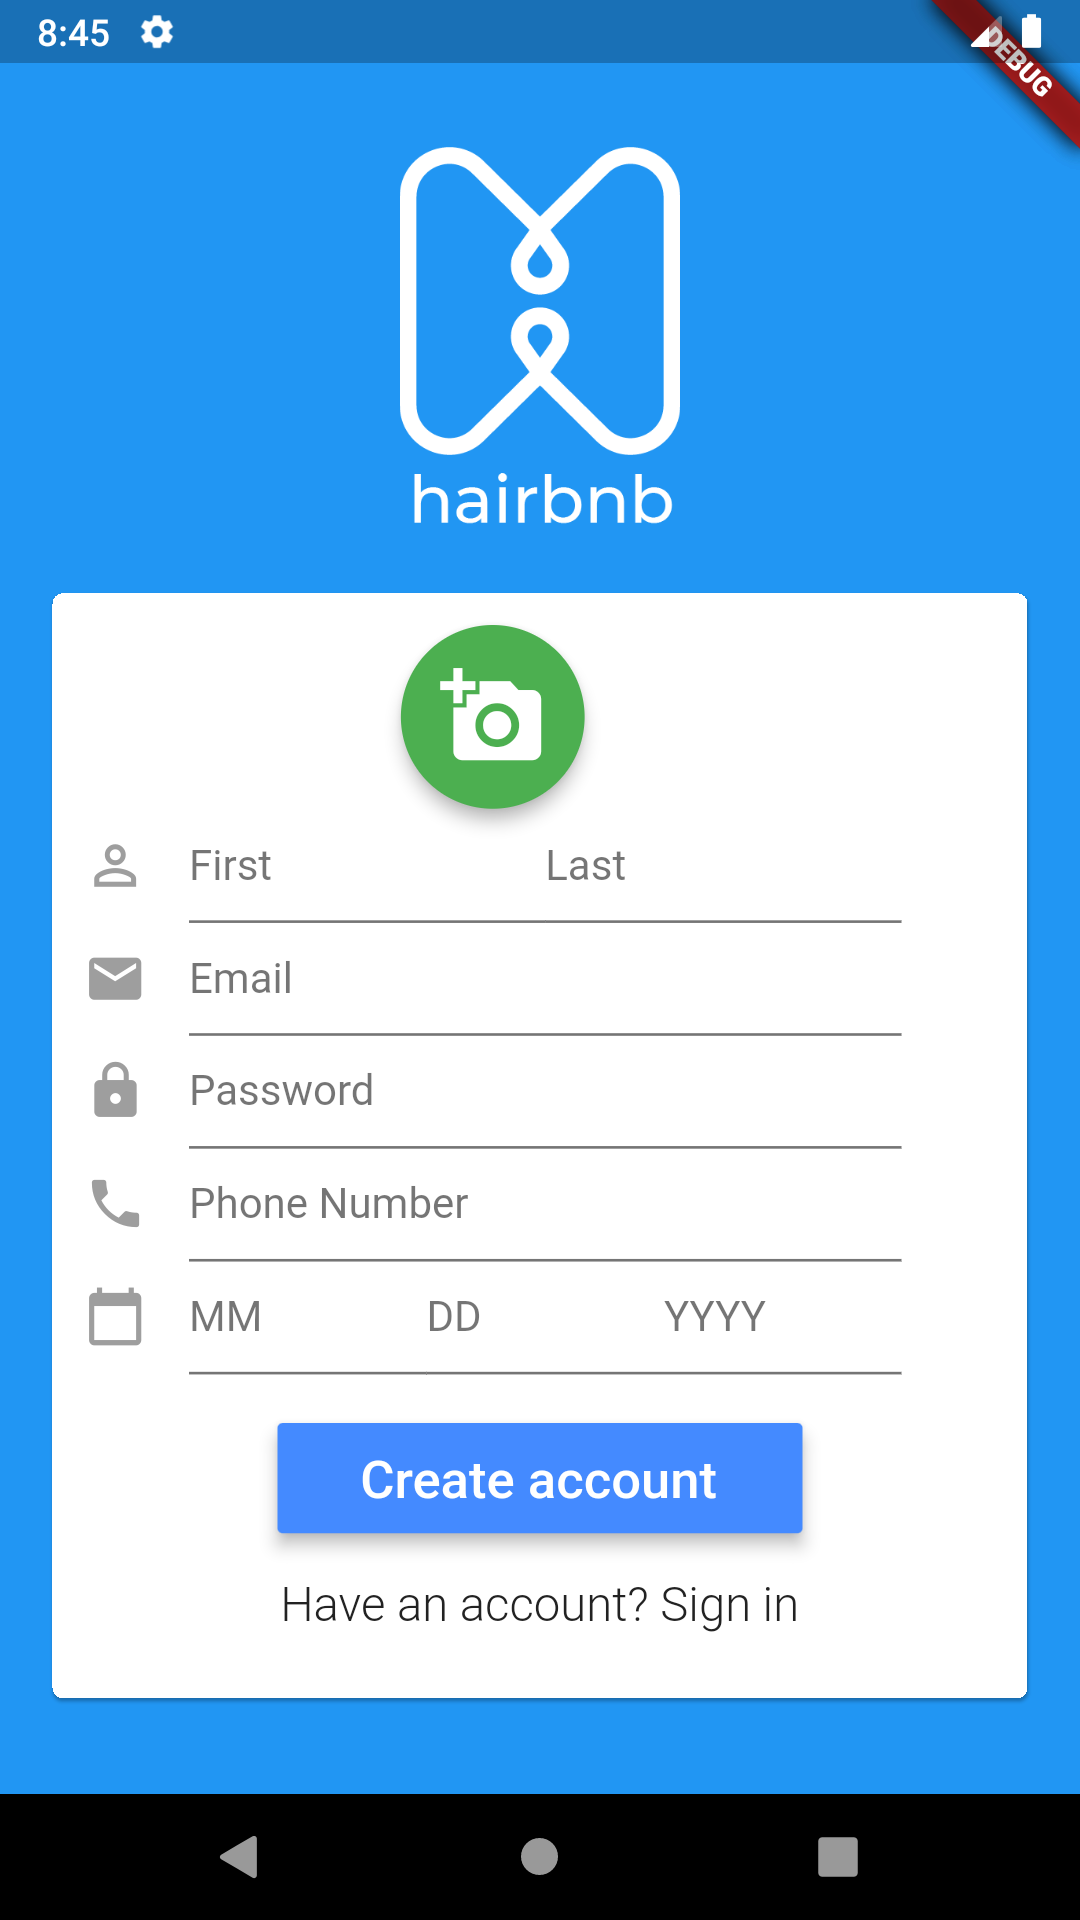 8:45
DEBUG
hairbnb
First Last
Email
Password
Phone Number
MM DD YYYY
Create account
Have an account? Sign in